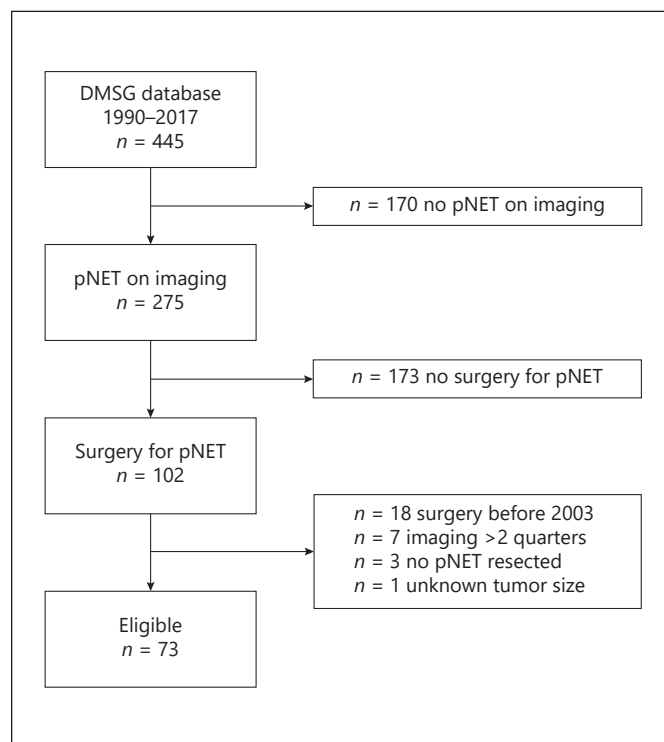 DMSG database
1990–2017
n = 445
n = 170 no pNET on imaging
pNET on imaging
n = 275
n = 173 no surgery for pNET
Surgery for pNET
n = 102
n = 18 surgery before 2003
n = 7 imaging >2 quarters
n = 3 no pNET resected
n = 1 unknown tumor size
Eligible
n = 73